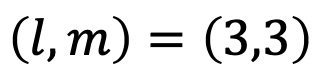 (l, m) = (3,3)